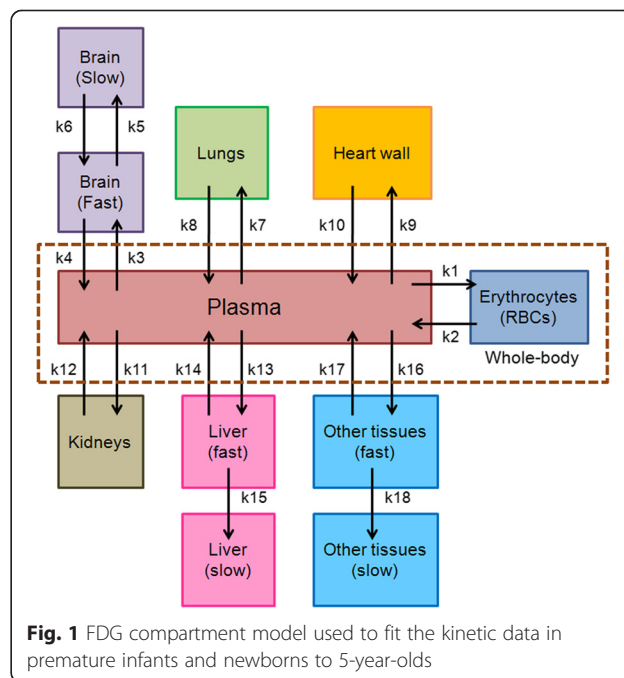 Brain
(Slow)
k6
k5
Lungs
Heart wall
Brain
(Fast)
k8
k7
k10
k9
k4
k3
k1
Plasma
Erythrocytes
(RBCs)
k2
Whole-body
k12
k11
k14
k13
k17
k16
Kidneys
Liver
(fast)
Other tissues
(fast)
k15
k18
Liver
(slow)
Other tissues
(slow)
Fig. 1 FDG compartment model used to fit the kinetic data in
premature infants and newborns to 5-year-olds